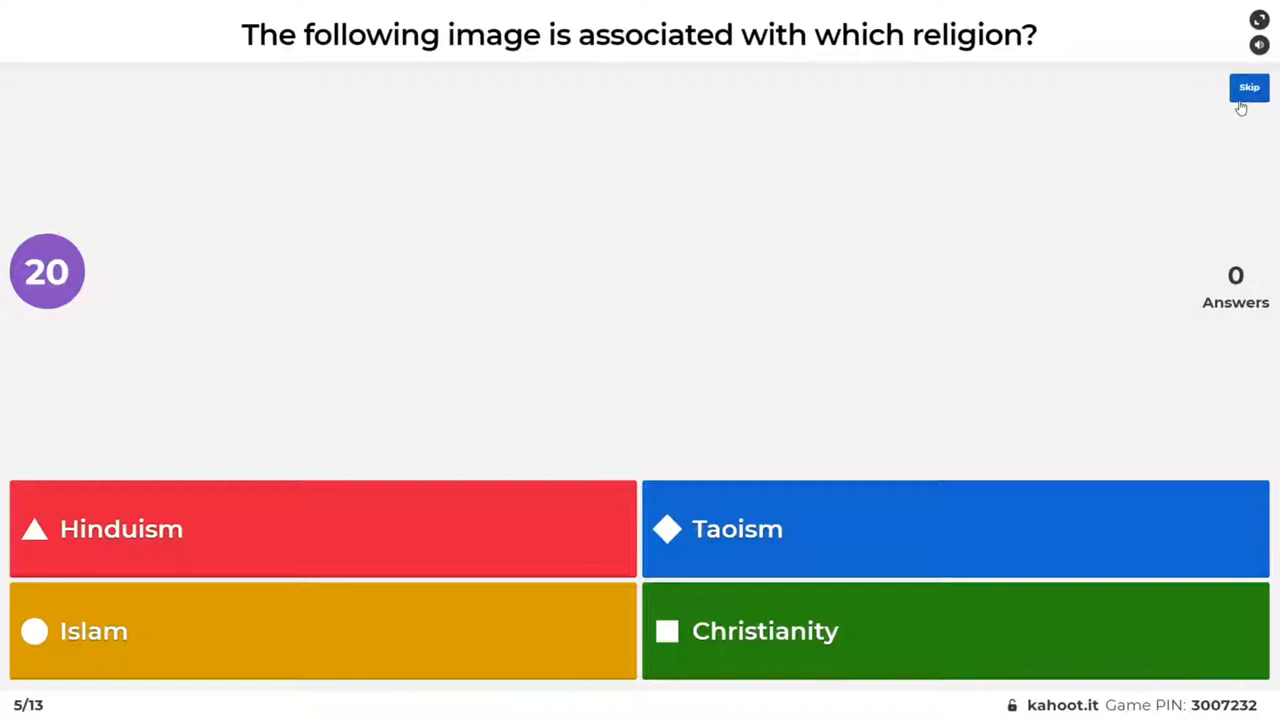 The following image is associated with which religion?
Skip
20
0
Answers
Hinduism
Taoism
Islam
Christianity
5/13
kahoot.it Game PIN: 3007232